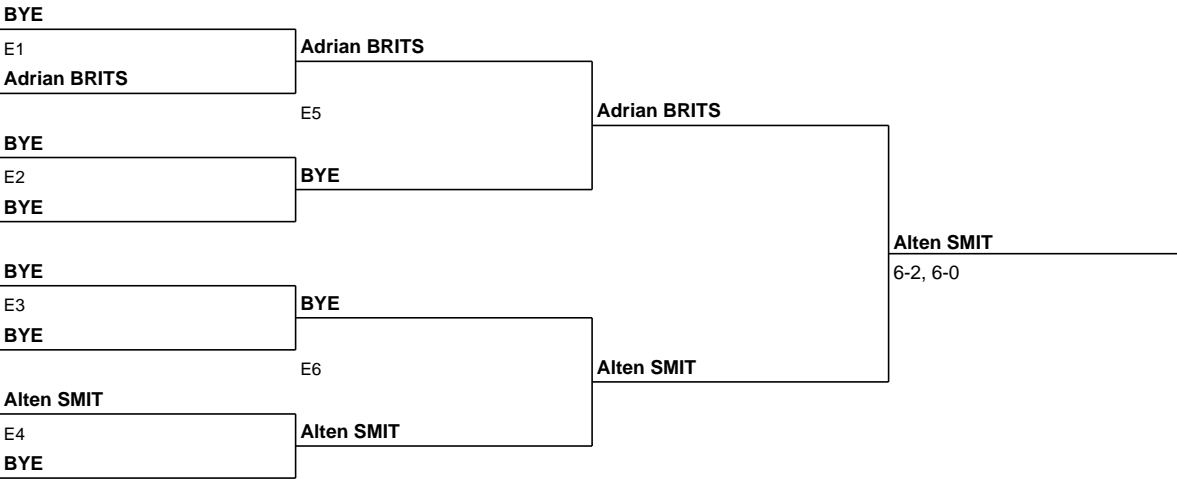 BYE
E1
Adrian BRITS
Adrian BRITS
E5
Adrian BRITS
BYE
E2
BYE
BYE
Alten SMIT
6-2, 6-0
BYE
E3
BYE
BYE
E6
Alten SMIT
Alten SMIT
E4
Alten SMIT
BYE